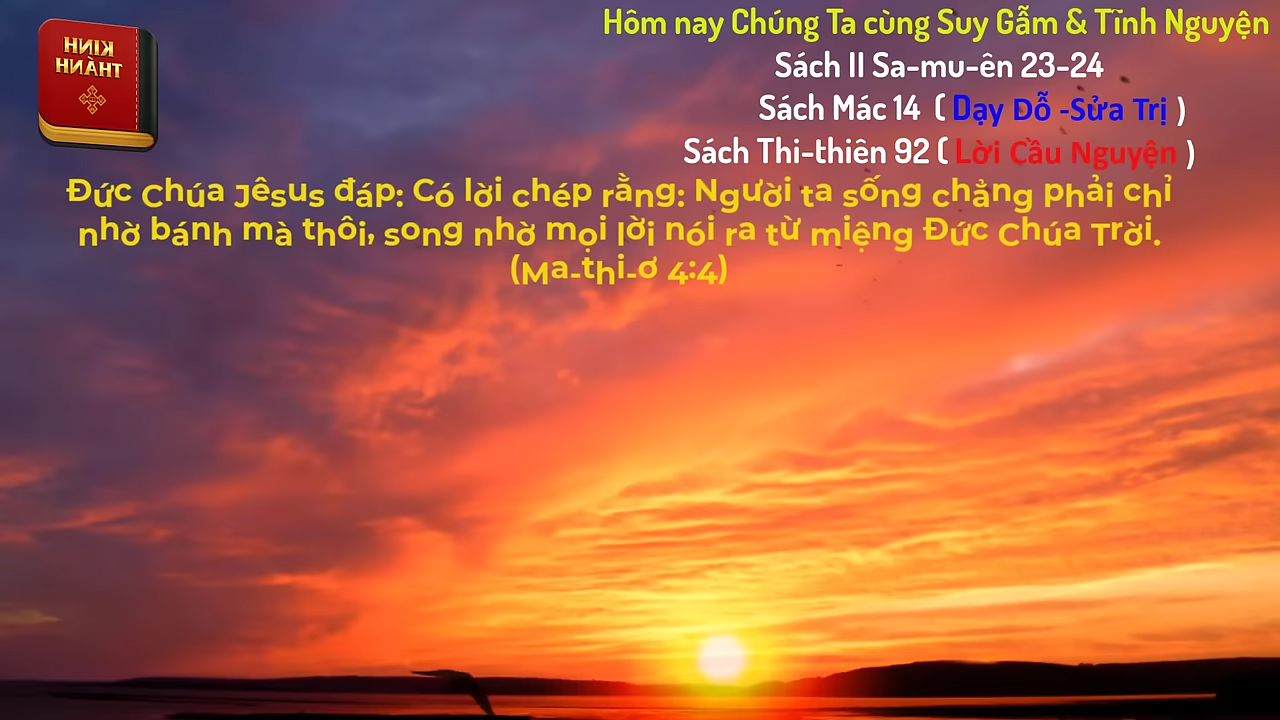 KINH
THÀNH
Hôm nay Chúng Ta cùng Suy Gẫm & Tĩnh Nguyện
Sách II Sa-mu-ên 23-24
Sách Mác 14 ( Dạy Dỗ -Sửa Trị )
Sách Thi-thiên 92 ( Lời Cầu Nguyện )
Đức Chúa Jêsus đáp: Có lời chép rằng: Người ta sống chẳng phải chỉ
nhờ bánh mà thôi, song nhờ mọi lời nói ra từ miệng Đức Chúa Trời.
(Ma-thi-ơ 4:4)